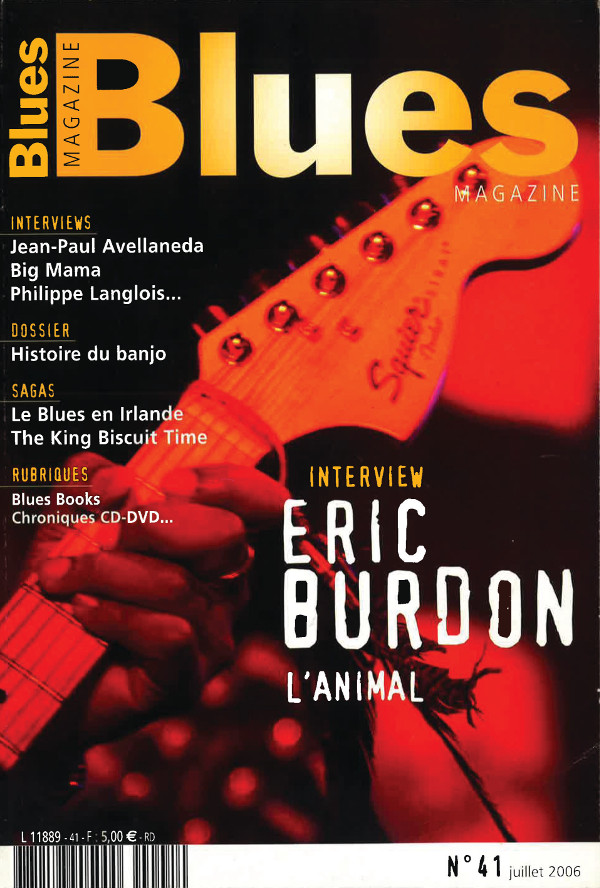 Blues
MAGAZINE
Blues
MAGAZINE
INTERVIEWS
Jean-Paul Avellaneda
Big Mama
Philippe Langlois...
DOSSIER
Histoire du banjo
SAGAS
Le Blues en Irlande
The King Biscuit Time
RUBRIQUES
Blues Books
Chroniques CD-DVD...
Squier
STRAT
Fender
INTERVIEW
ERIC
BURDON
L'ANIMAL
L 11889 - 41 - F : 5,00 € - RD
N° 41 juillet 2006